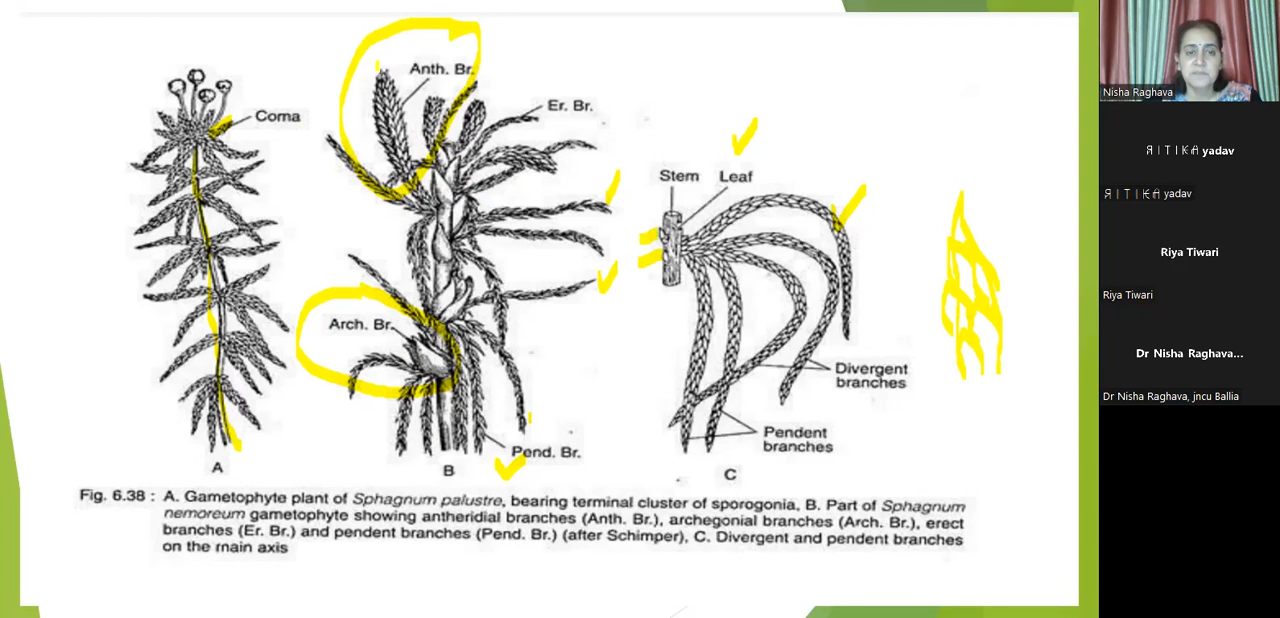 Anth. Br.
Er. Br.
Coma
Stem Leaf
Arch. Br.
Divergent
branches
Pendent
branches
Pend. Br.
A
B
C
Fig. 6.38 : A. Gametophyte plant of Sphagnum palustre, bearing terminal cluster of sporogonia, B. Part of Sphagnum
nemoreum gametophyte showing antheridial branches (Anth. Br.), archegonial branches (Arch. Br.), erect
branches (Er. Br.) and pendent branches (Pend. Br.) (after Schimper), C. Divergent and pendent branches
on the main axis
Nisha Raghava
ЯITIKA yadav
ЯITIKA yadav
Riya Tiwari
Riya Tiwari
Dr Nisha Raghava...
Dr Nisha Raghava, jncu Ballia